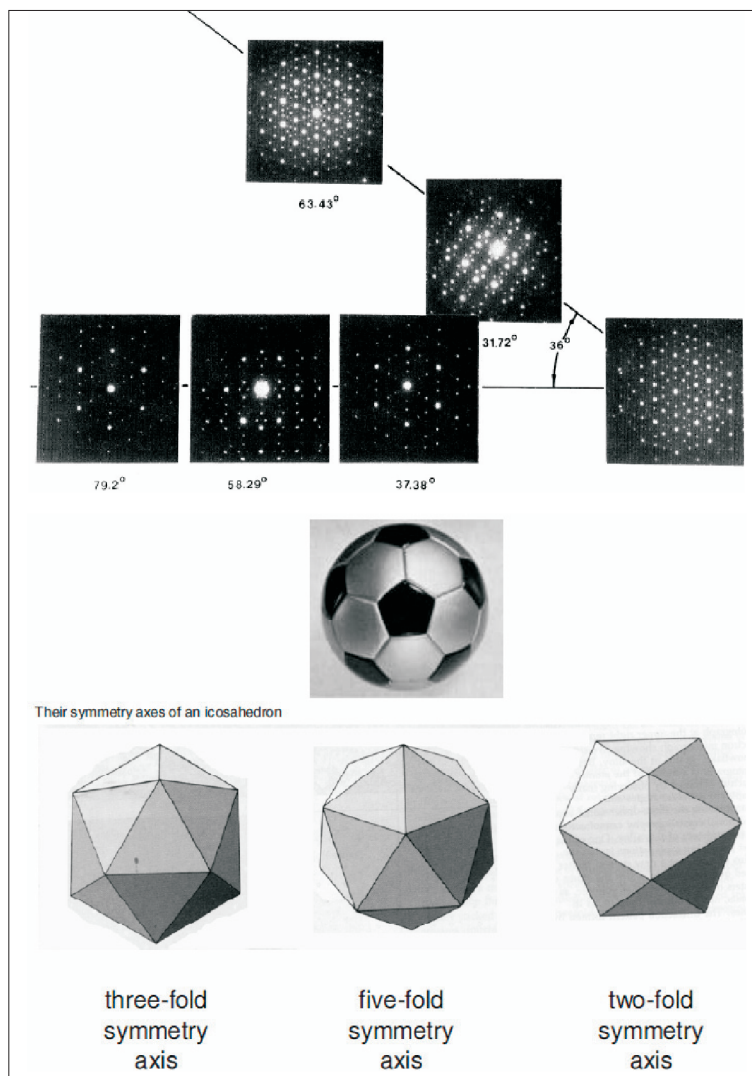 63.43°
31.72°
36°
79.2°
58.29°
37.38°
Their symmetry axes of an icosahedron
three-fold
symmetry
axis
five-fold
symmetry
axis
two-fold
symmetry
axis